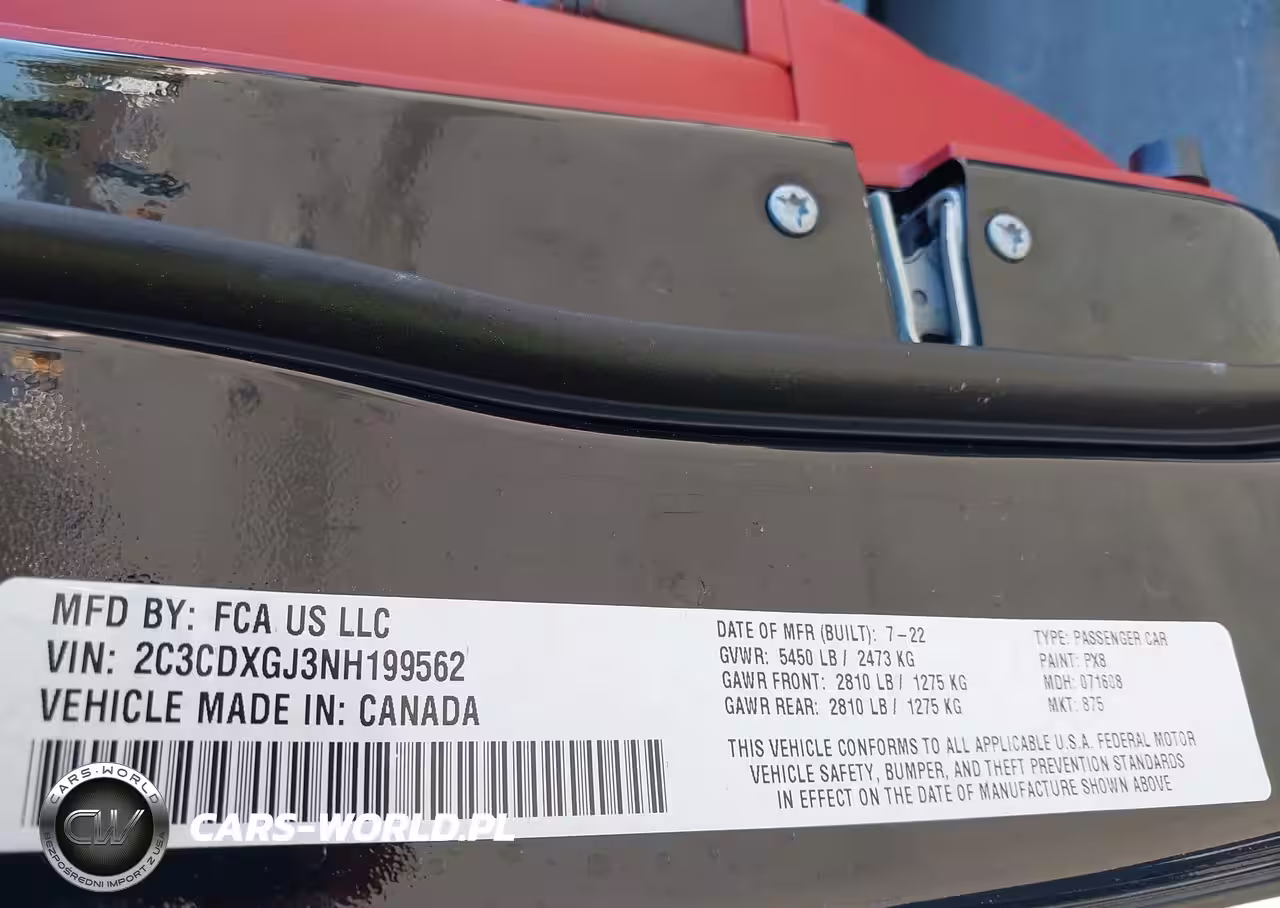 MFD BY: FCA US LLC
VIN: 2C3CDXGJ3NH199562
VEHICLE MADE IN: CANADA
DATE OF MFR (BUILT): 7-22
GVWR: 5450 LB / 2473 KG
GAWR FRONT: 2810 LB / 1275 KG
GAWR REAR: 2810 LB / 1275 KG
TYPE: PASSENGER CAR
PAINT: PX8
MDH: 071608
MKT: 875
THIS VEHICLE CONFORMS TO ALL APPLICABLE U.S.A. FEDERAL MOTOR
VEHICLE SAFETY, BUMPER, AND THEFT PREVENTION STANDARDS
IN EFFECT ON THE DATE OF MANUFACTURE SHOWN ABOVE
CARS-WORLD
CW
BEZPOŚREDNI IMPORT Z USA
CARS-WORLD.PL